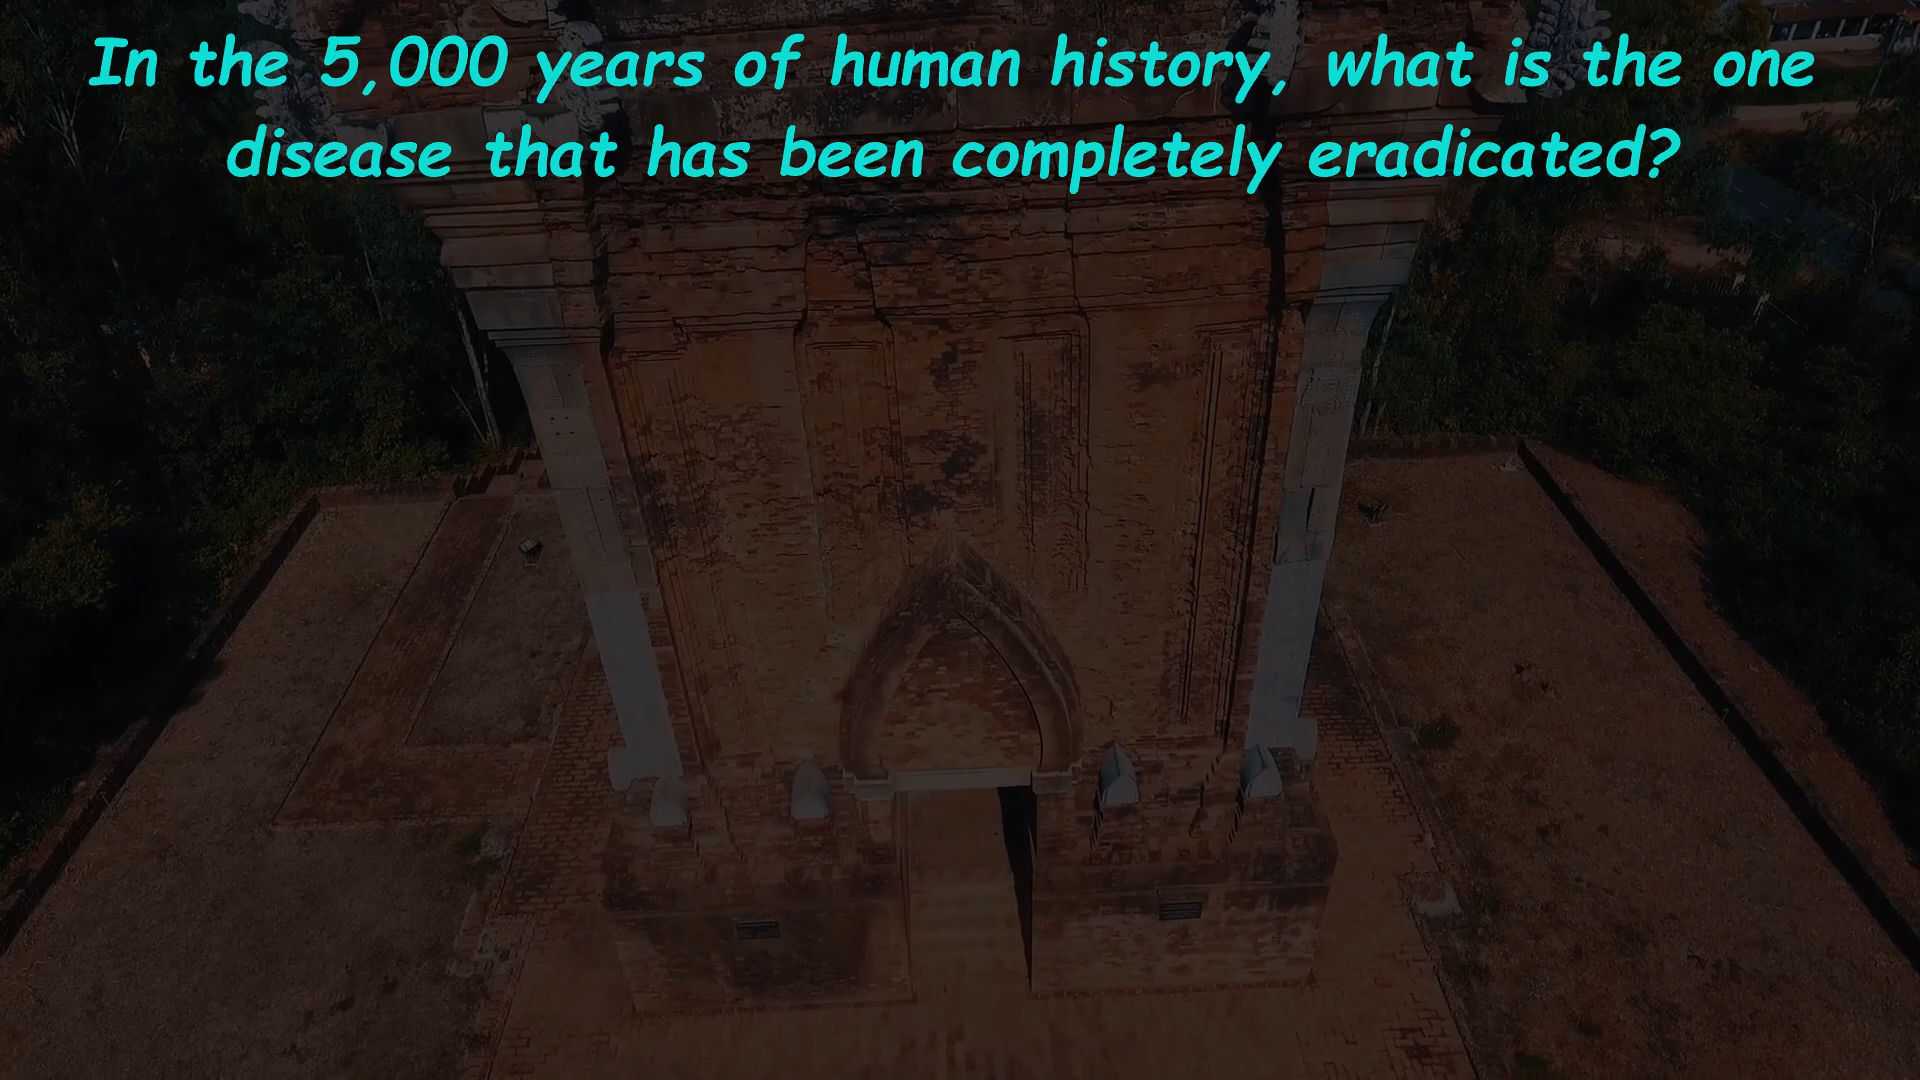 In the 5,000 years of human history, what is the one
disease that has been completely eradicated?